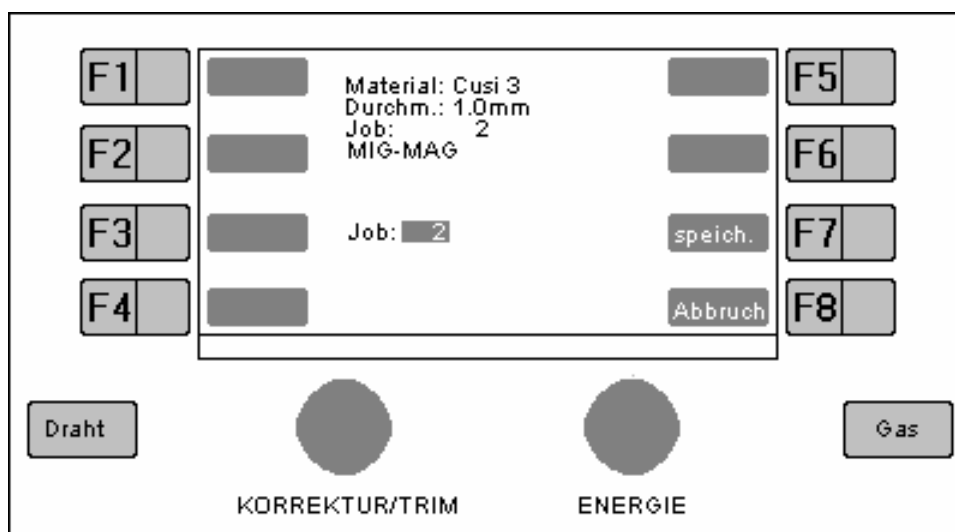 F1
F2
F3
F4
Material: Cusi 3
Durchm.: 1.0mm
Job: 2
MIG-MAG
Job: 2
speich.
Abbruch
F5
F6
F7
F8
Draht
Gas
KORREKTUR/TRIM
ENERGIE